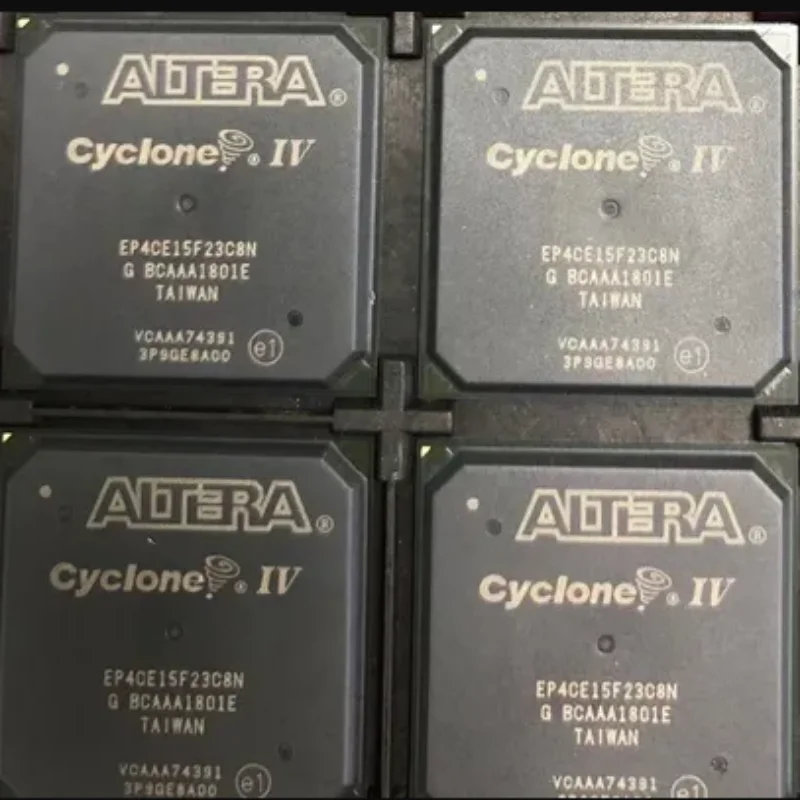 ALTERA®
Cyclone® IV
EP4CE15F23C8N
G BCAAA1801E
TAIWAN
VCAAA74391
3P9GE8A00
e1
ALTERA®
Cyclone® IV
EP4CE15F23C8N
G BCAAA1801E
TAIWAN
VCAAA74391
3P9GE8A00
e1
ALTERA®
Cyclone® IV
EP4CE15F23C8N
G BCAAA1801E
TAIWAN
VCAAA74391
3P9GE8A00
e1
ALTERA®
Cyclone® IV
EP4CE15F23C8N
G BCAAA1801E
TAIWAN
VCAAA74391
e1